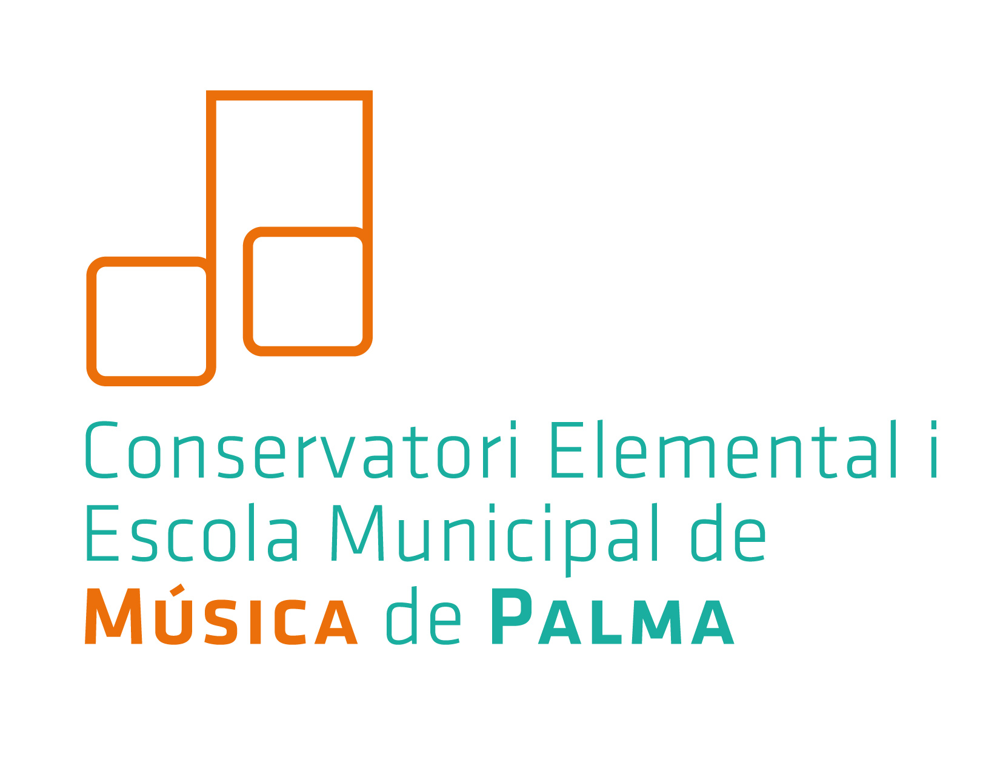 Conservatori Elemental i
Escola Municipal de
MÚSICA de PALMA